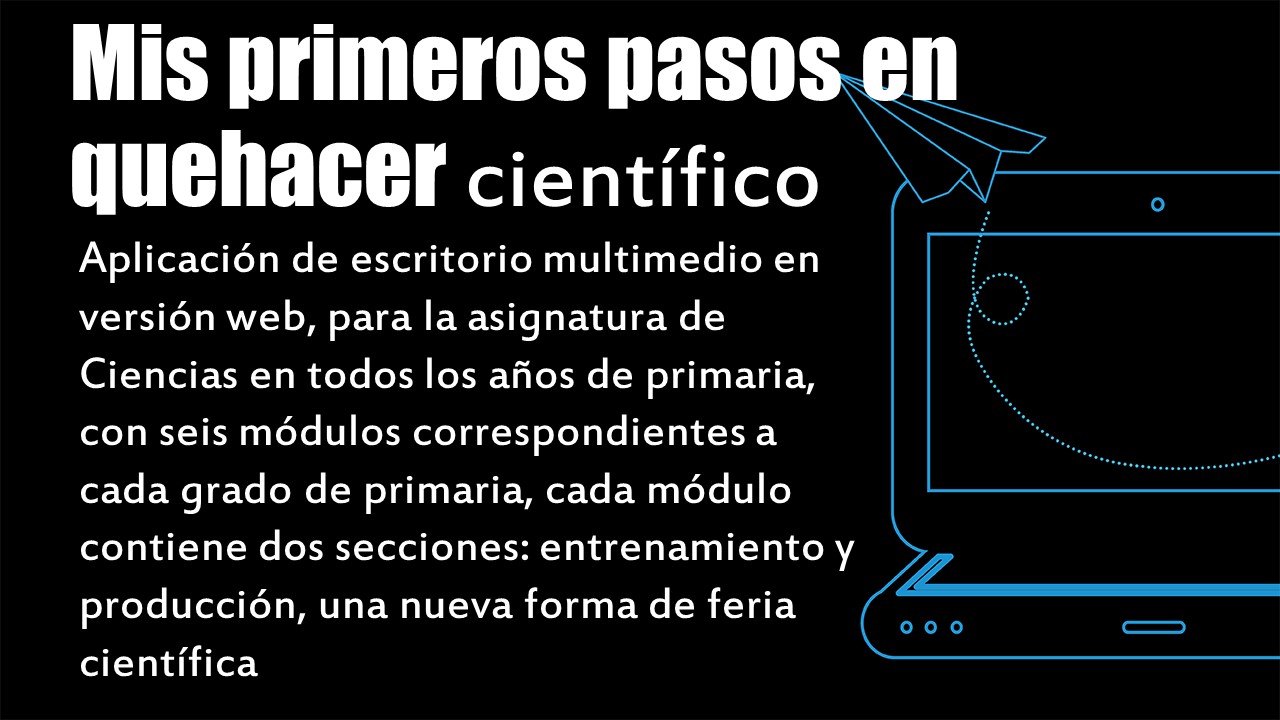 Mis primeros pasos en
quehacer científico
Aplicación de escritorio multimedio en
versión web, para la asignatura de
Ciencias en todos los años de primaria,
con seis módulos correspondientes a
cada grado de primaria, cada módulo
contiene dos secciones: entrenamiento y
producción, una nueva forma de feria
científica